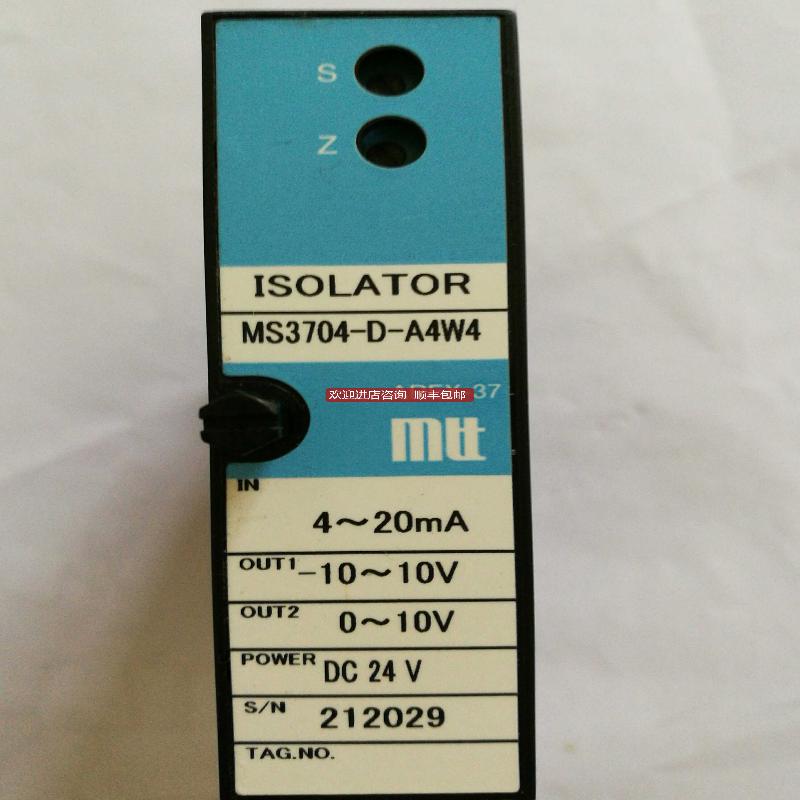 S
Z
ISOLATOR
MS3704-D-A4W4
37
欢迎进店咨询 顺丰包邮
mtt
IN
4～20mA
OUT1 -10～10V
OUT2 0～10V
POWER DC 24 V
S/N 212029
TAG.NO.